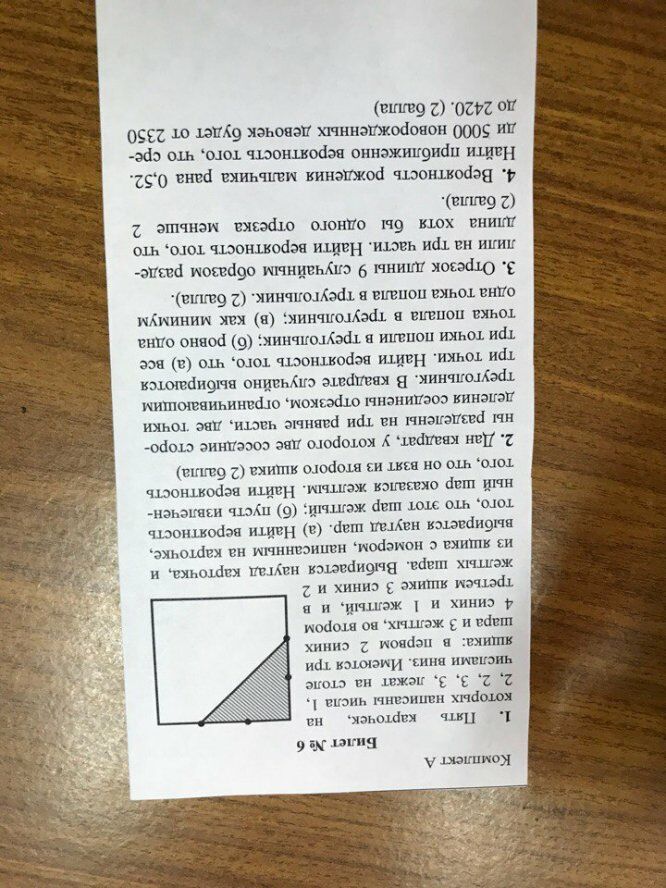 Комплект А
Билет № 6
1. Пять карточек, на
которых написаны числа 1,
2, 2, 3, 3, лежат на столе
числами вниз. Имеются три
ящика: в первом 2 синих
шара и 3 желтых, во втором
4 синих и 1 желтый, и в
третьем ящике 3 синих и 2
желтых шара. Выбирается наугад карточка, и
из ящика с номером, написанным на карточке,
выбирается наугад шар. (а) Найти вероятность
того, что этот шар желтый; (б) пусть извлечен-
ный шар оказался желтым. Найти вероятность
того, что он взят из второго ящика (2 балла)
2. Дан квадрат, у которого две соседние сторо-
ны разделены на три равные части, две точки
деления соединены отрезком, ограничивающим
треугольник. В квадрате случайно выбираются
три точки. Найти вероятность того, что (а) все
три точки попали в треугольник; (б) ровно одна
точка попала в треугольник; (в) как минимум
одна точка попала в треугольник. (2 балла).
3. Отрезок длины 9 случайным образом разде-
лили на три части. Найти вероятность того, что
длина хотя бы одного отрезка меньше 2
(2 балла).
4. Вероятность рождения мальчика рана 0,52.
Найти приближенно вероятность того, что сре-
ди 5000 новорожденных девочек будет от 2350
до 2420. (2 балла)